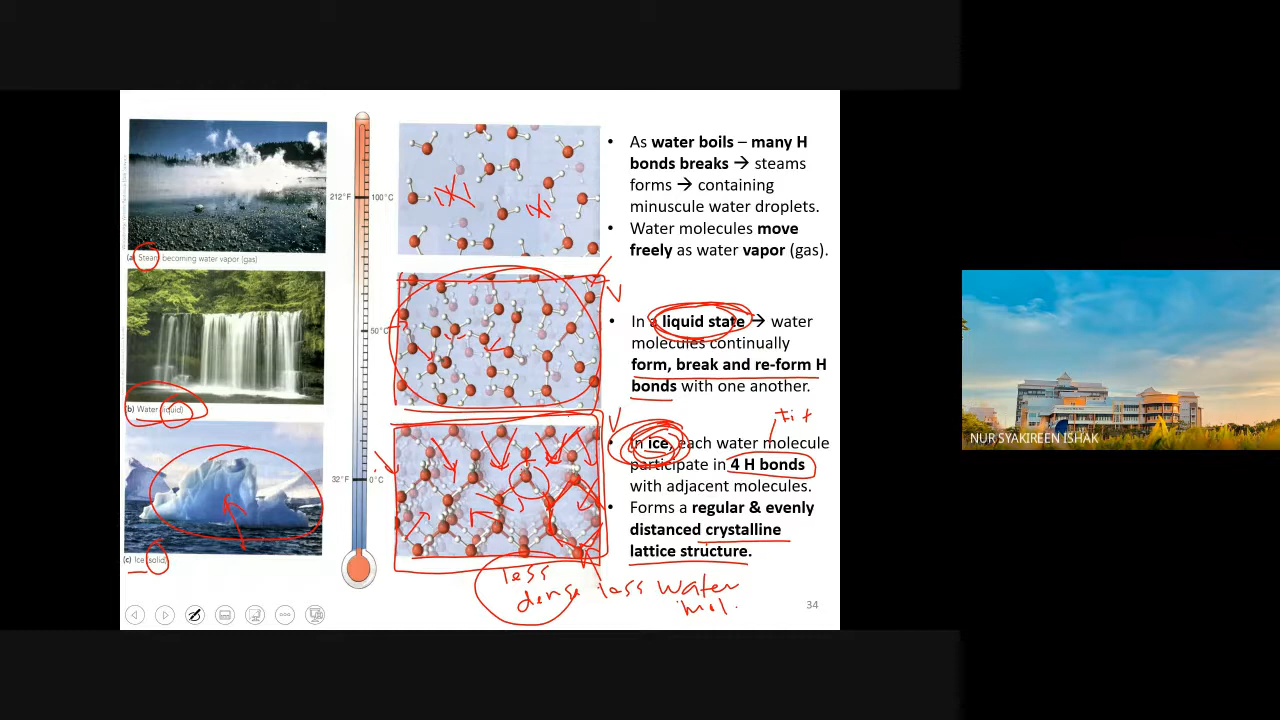 • As water boils – many H
bonds breaks → steams
forms → containing
minuscule water droplets.
• Water molecules move
freely as water vapor (gas).
212°F 100°C
(a) Steam becoming water vapor (gas)
• In a liquid state → water
molecules continually
form, break and re-form H
bonds with one another.
50°C
(b) Water (liquid)
• In ice, each water molecule
participate in 4 H bonds
with adjacent molecules.
• Forms a regular & evenly
distanced crystalline
lattice structure.
32°F 0°C
(c) Ice (solid)
less
dense less water
mol.
34
NUR SYAKIREEN ISHAK